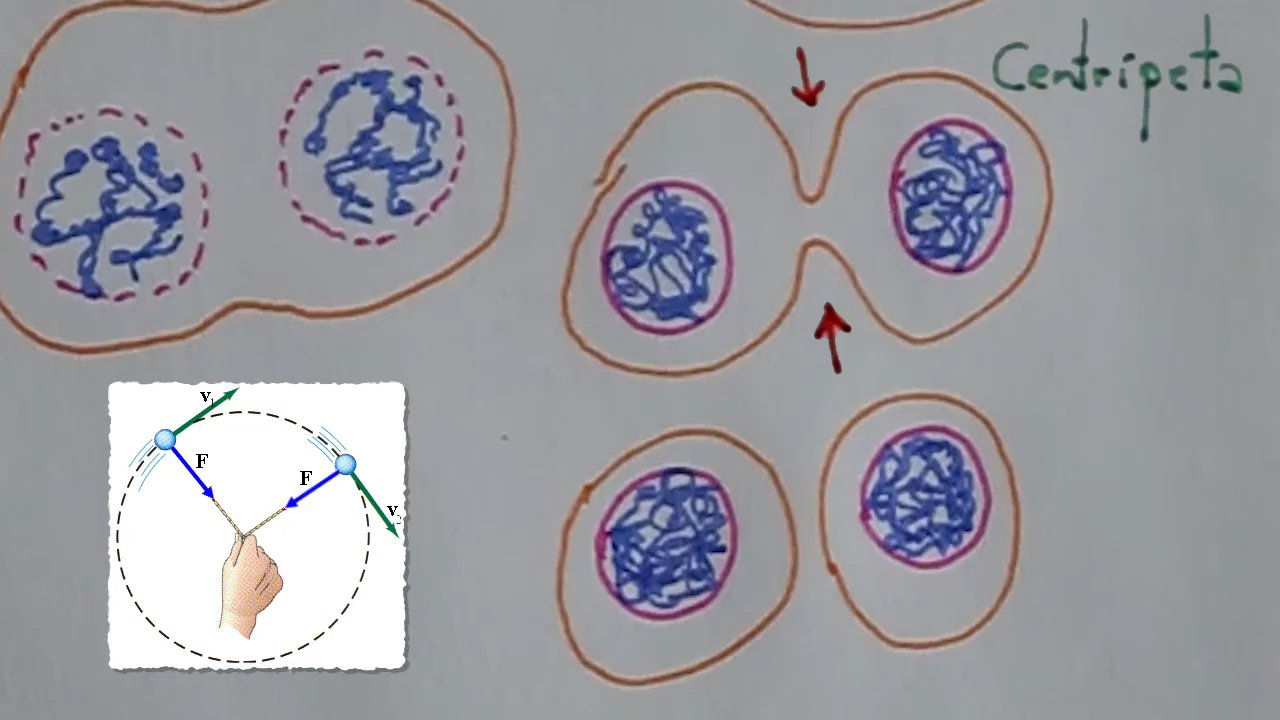 Centripeta
v₁
F
F
v₂